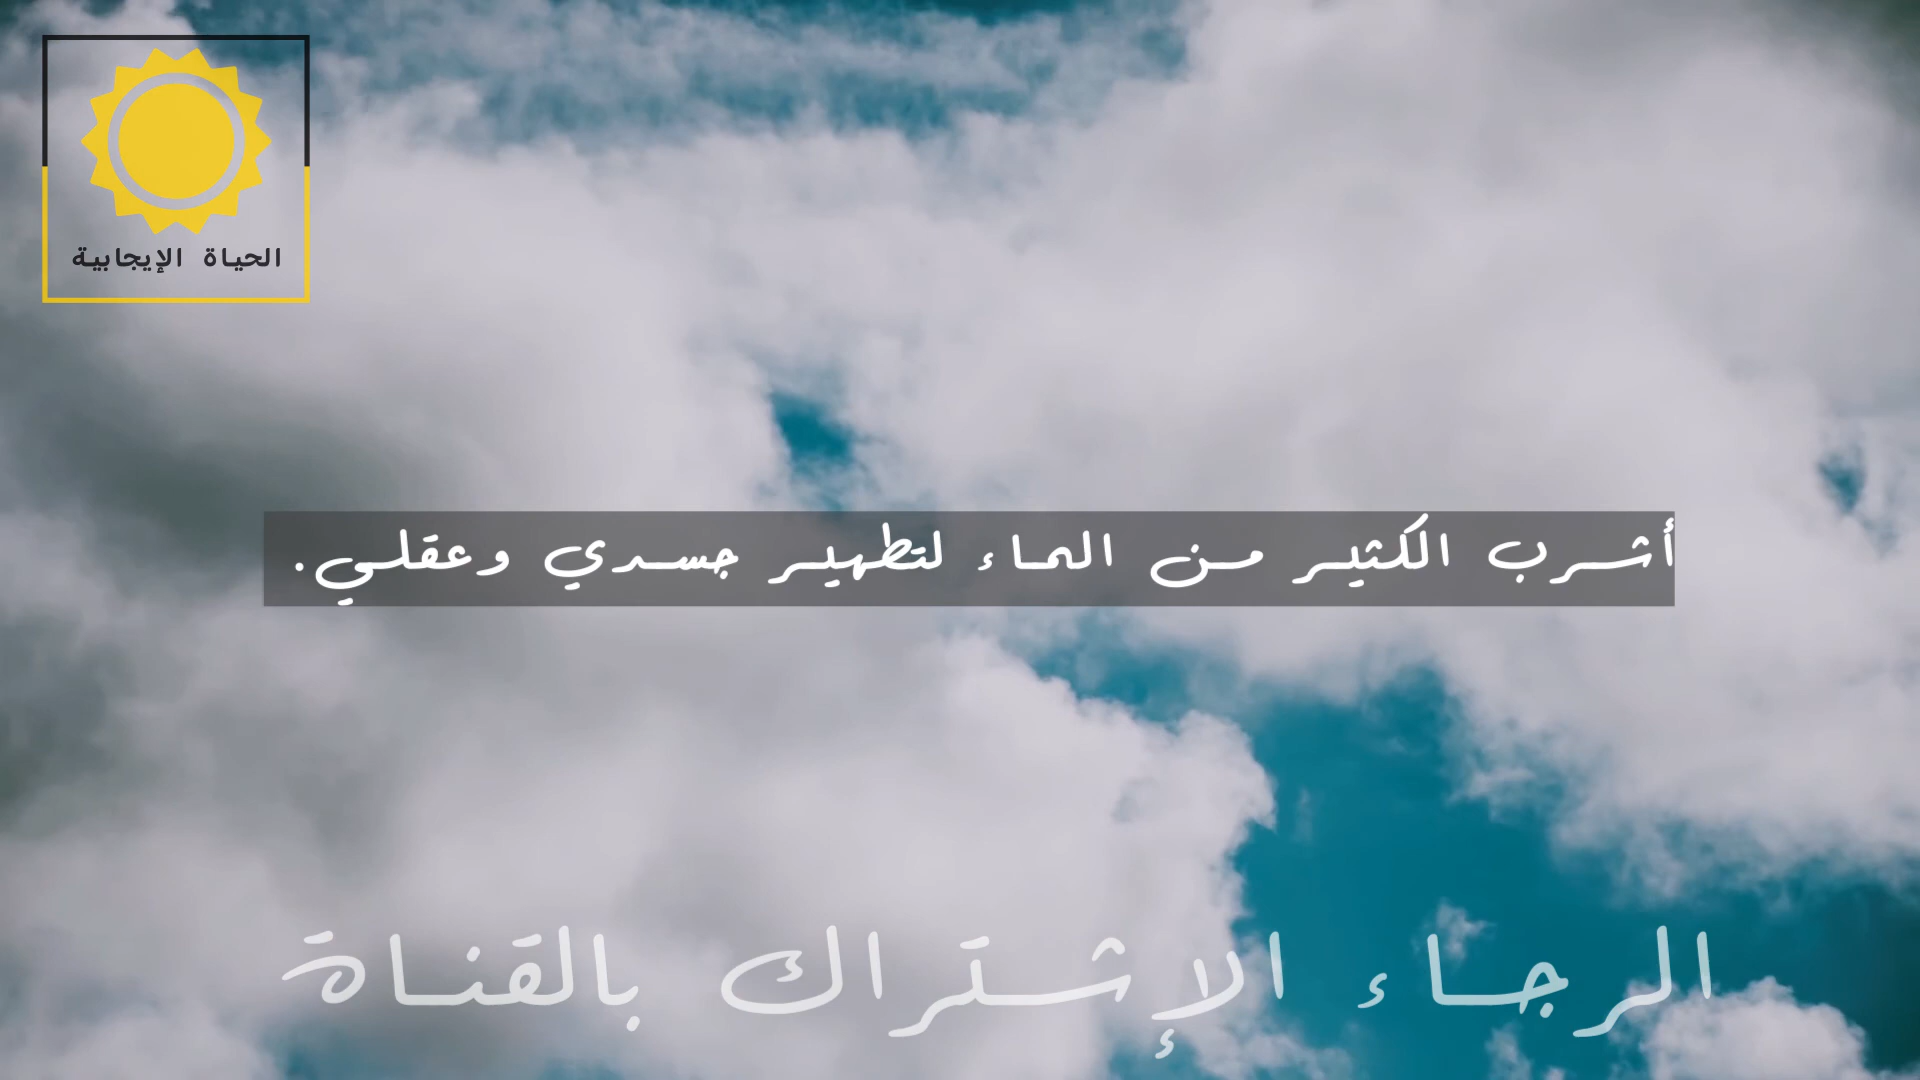 الحياة الإيجابية
أشرب الكثير من الماء لتطهير جسدي وعقلي.
الرجاء الإشتراك بالقناة